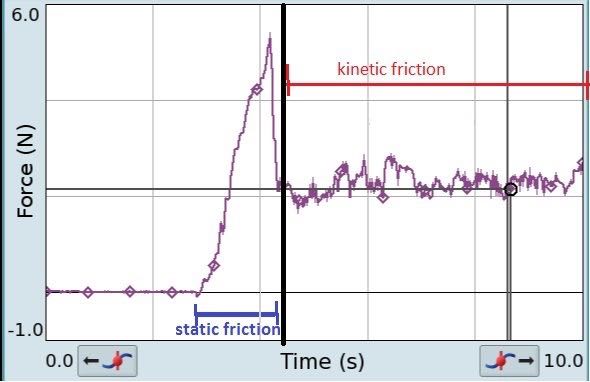 6.0
kinetic friction
Force (N)
static friction
-1.0
0.0
Time (s)
10.0